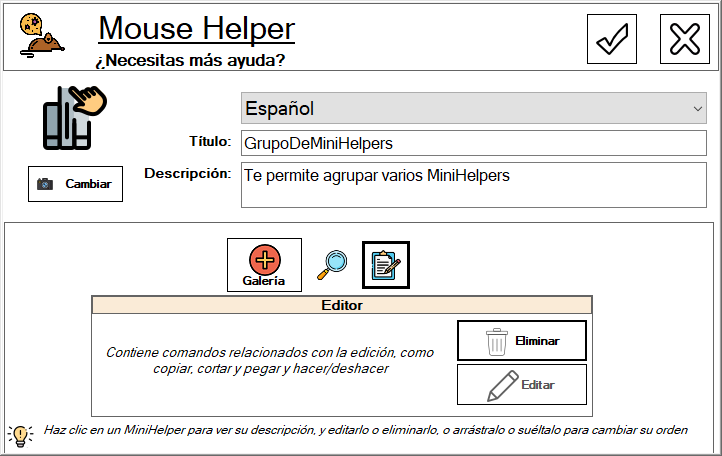 Mouse Helper
¿Necesitas más ayuda?
Español
Título:
GrupoDeMiniHelpers
Cambiar
Descripción:
Te permite agrupar varios MiniHelpers
Galería
Editor
Contiene comandos relacionados con la edición, como
copiar, cortar y pegar y hacer/deshacer
Eliminar
Editar
Haz clic en un MiniHelper para ver su descripción, y editarlo o eliminarlo, o arrástralo o suéltalo para cambiar su orden